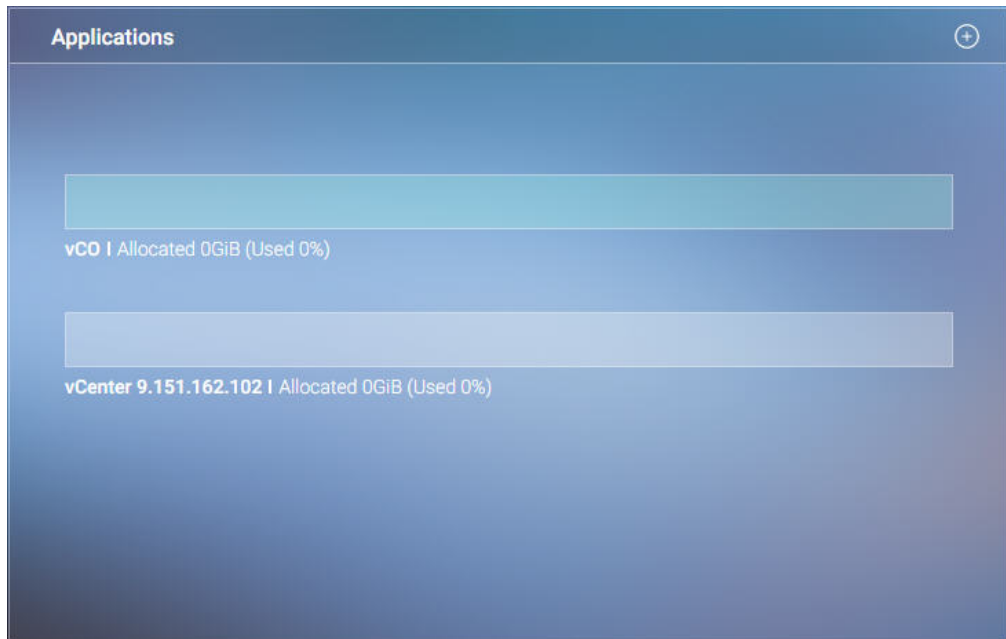 Applications
vCO I Allocated 0GiB (Used 0%)
vCenter 9.151.162.102 I Allocated 0GiB (Used 0%)